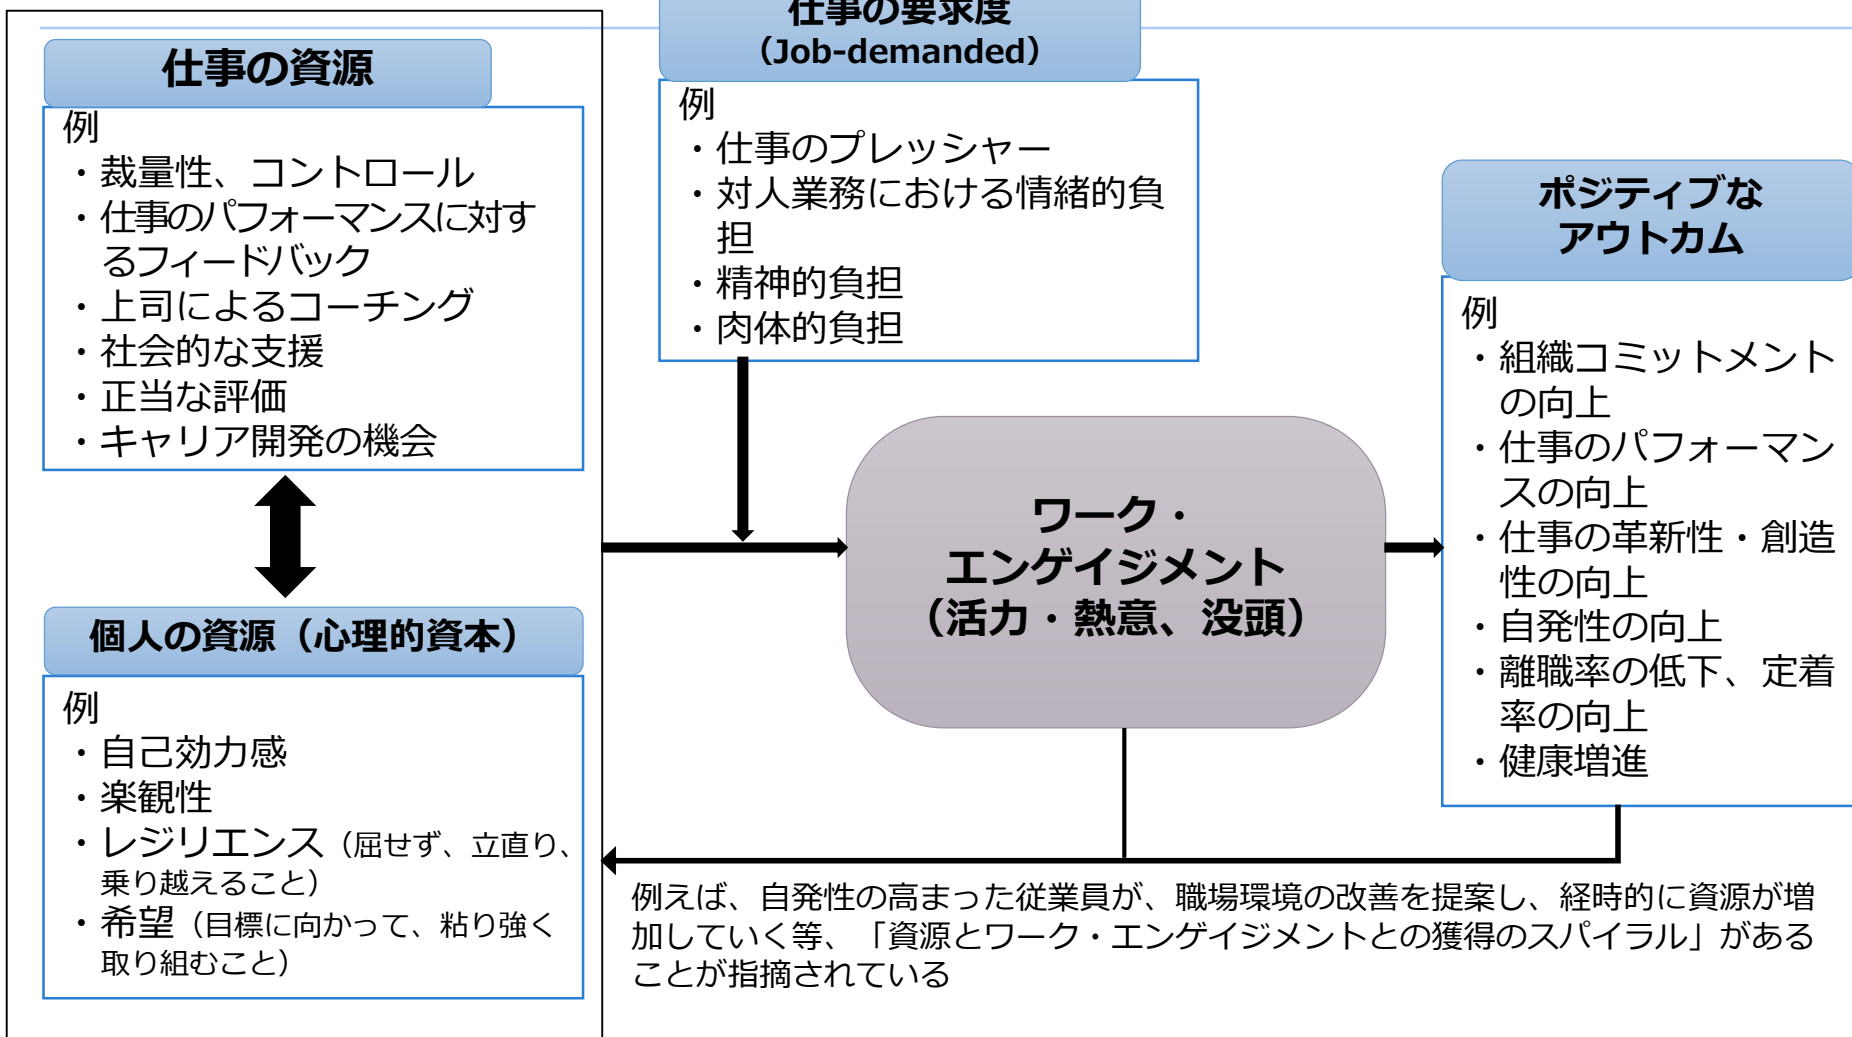 仕事の資源
例
・裁量性、コントロール
・仕事のパフォーマンスに対す
るフィードバック
・上司によるコーチング
・社会的な支援
・正当な評価
・キャリア開発の機会
個人の資源（心理的資本）
例
・自己効力感
・楽観性
・レジリエンス（屈せず、立直り、
乗り越えること）
・希望（目標に向かって、粘り強く
取り組むこと）
仕事の要求度
（Job-demanded）
例
・仕事のプレッシャー
・対人業務における情緒的負
担
・精神的負担
・肉体的負担
ワーク・
エンゲイジメント
（活力・熱意、没頭）
ポジティブな
アウトカム
例
・組織コミットメント
の向上
・仕事のパフォーマン
スの向上
・仕事の革新性・創造
性の向上
・自発性の向上
・離職率の低下、定着
率の向上
・健康増進
例えば、自発性の高まった従業員が、職場環境の改善を提案し、経時的に資源が増
加していく等、「資源とワーク・エンゲイジメントとの獲得のスパイラル」がある
ことが指摘されている